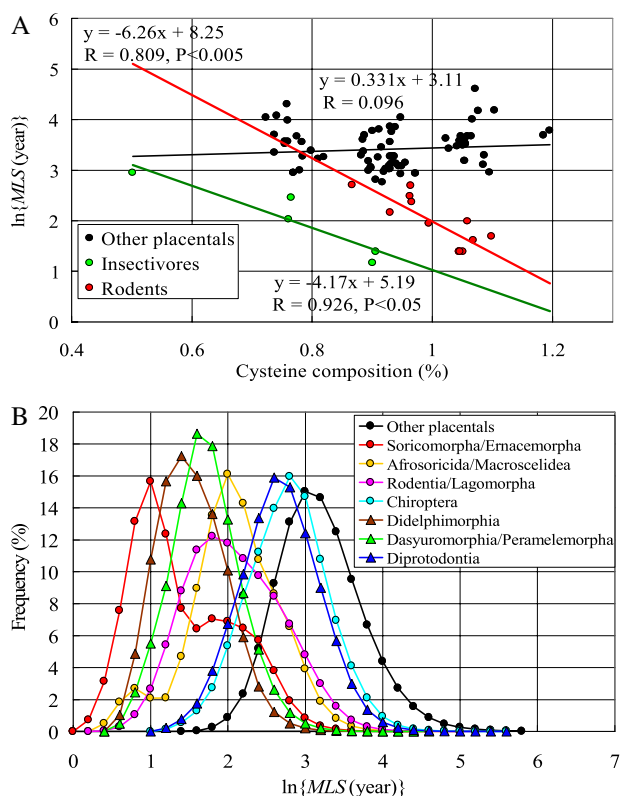 A
y = -6.26x + 8.25
R = 0.809, P<0.005
y = 0.331x + 3.11
R = 0.096
y = -4.17x + 5.19
R = 0.926, P<0.05
Other placentals
Insectivores
Rodents
ln{MLS (year)}
6
5
4
3
2
1
0
0.4 0.6 0.8 1 1.2
Cysteine composition (%)
B
Frequency (%)
20
18
16
14
12
10
8
6
4
2
0
Other placentals
Soricomorpha/Ernacemorpha
Afrosoricida/Macroscelidea
Rodentia/Lagomorpha
Chiroptera
Didelphimorphia
Dasyuromorphia/Peramelemorpha
Diprotodontia
0 1 2 3 4 5 6 7
ln{MLS (year)}